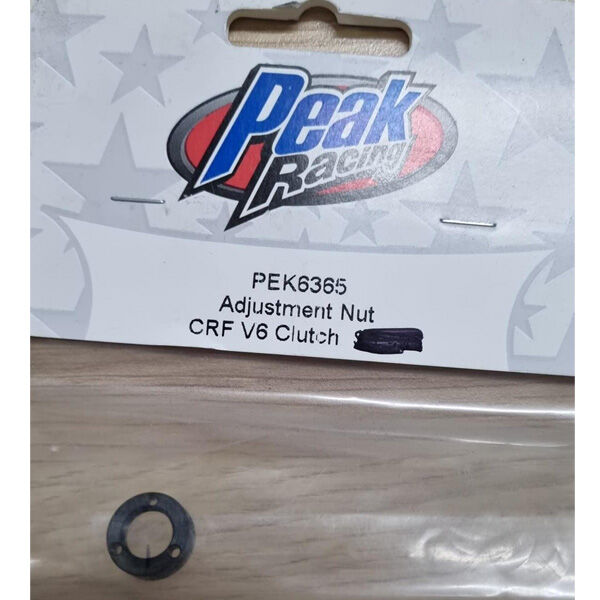 Peak
Racing
PEK6365
Adjustment Nut
CRF V6 Clutch